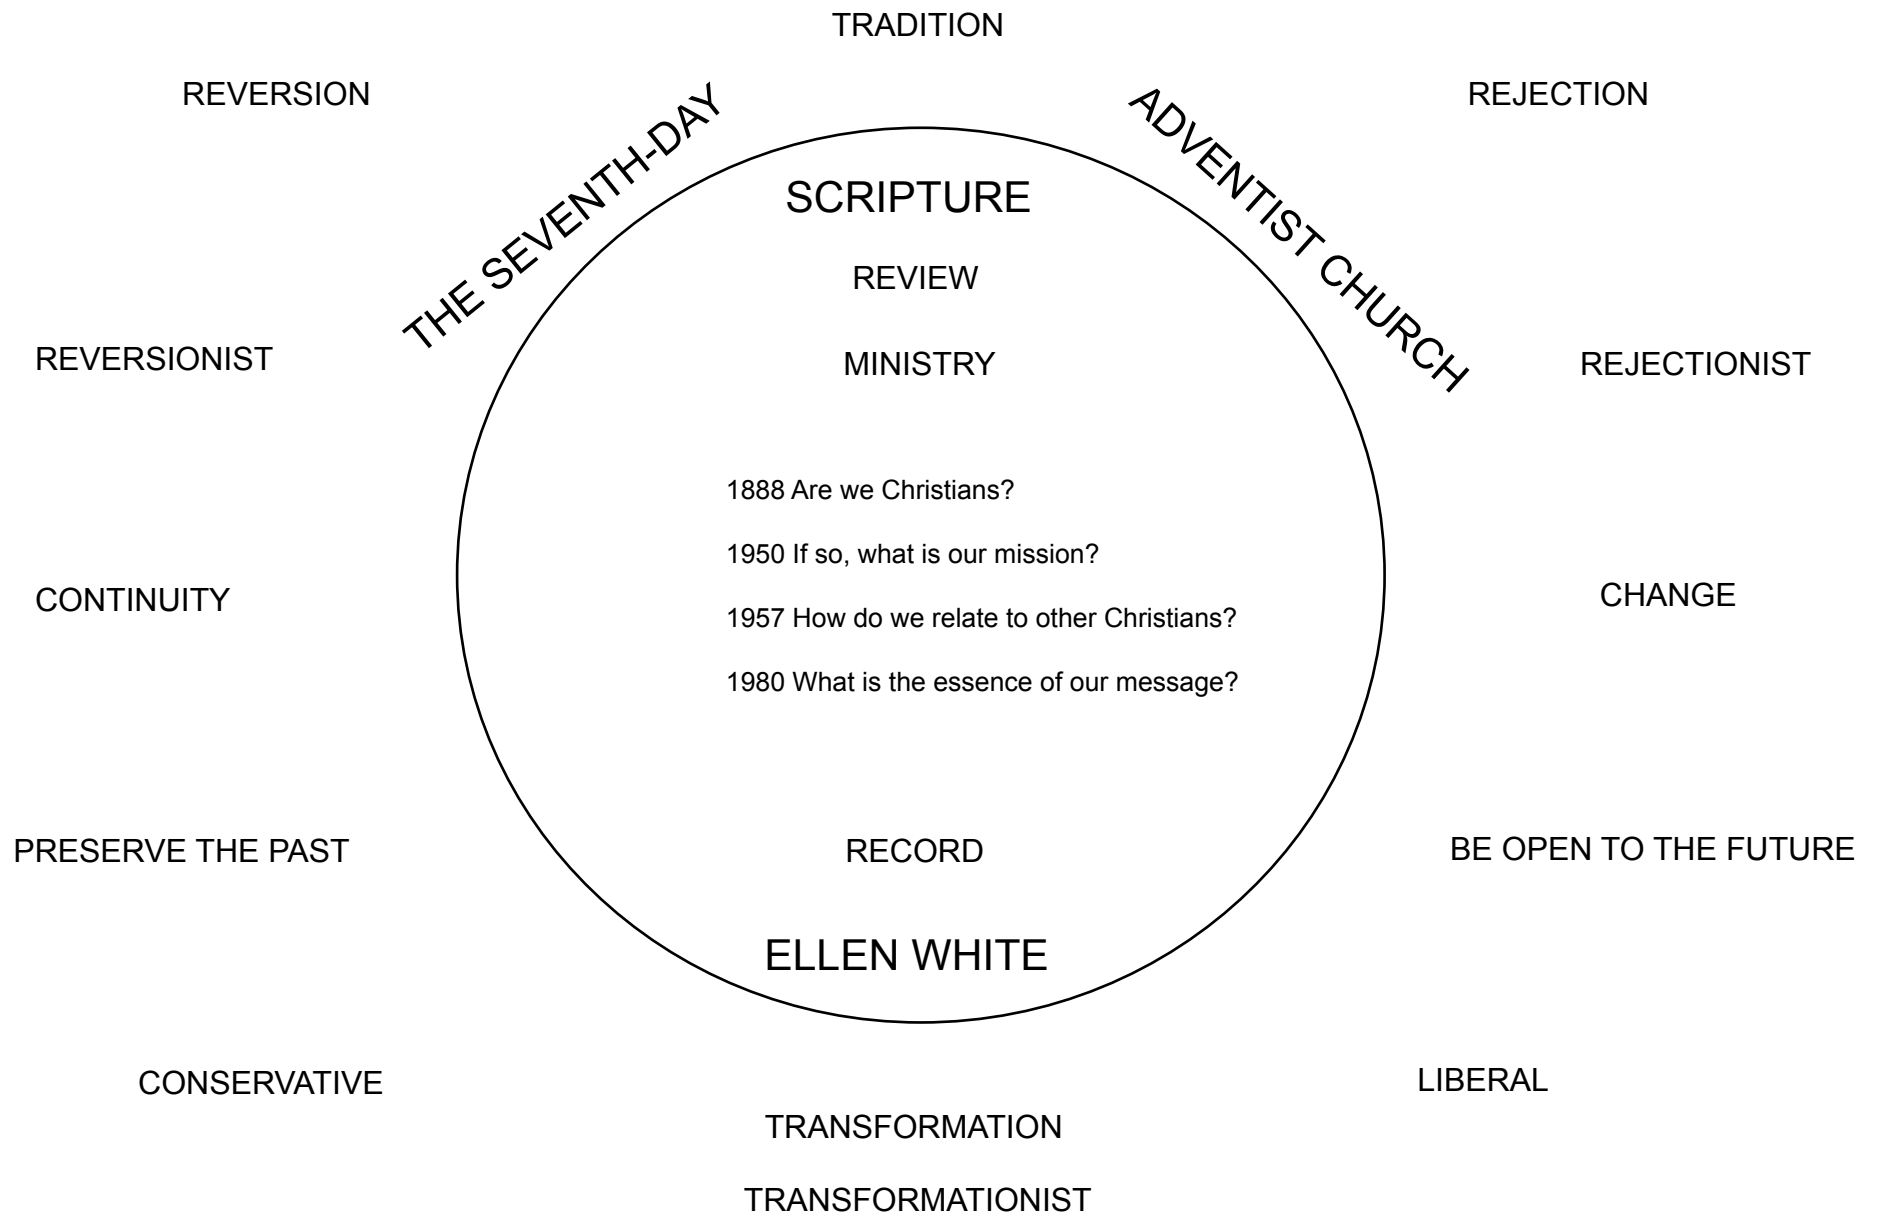 TRADITION
REVERSION
REJECTION
THE SEVENTH-DAY
ADVENTIST CHURCH
SCRIPTURE
REVIEW
REVERSIONIST
MINISTRY
REJECTIONIST
1888 Are we Christians?
1950 If so, what is our mission?
CONTINUITY
CHANGE
1957 How do we relate to other Christians?
1980 What is the essence of our message?
PRESERVE THE PAST
RECORD
BE OPEN TO THE FUTURE
ELLEN WHITE
CONSERVATIVE
LIBERAL
TRANSFORMATION
TRANSFORMATIONIST